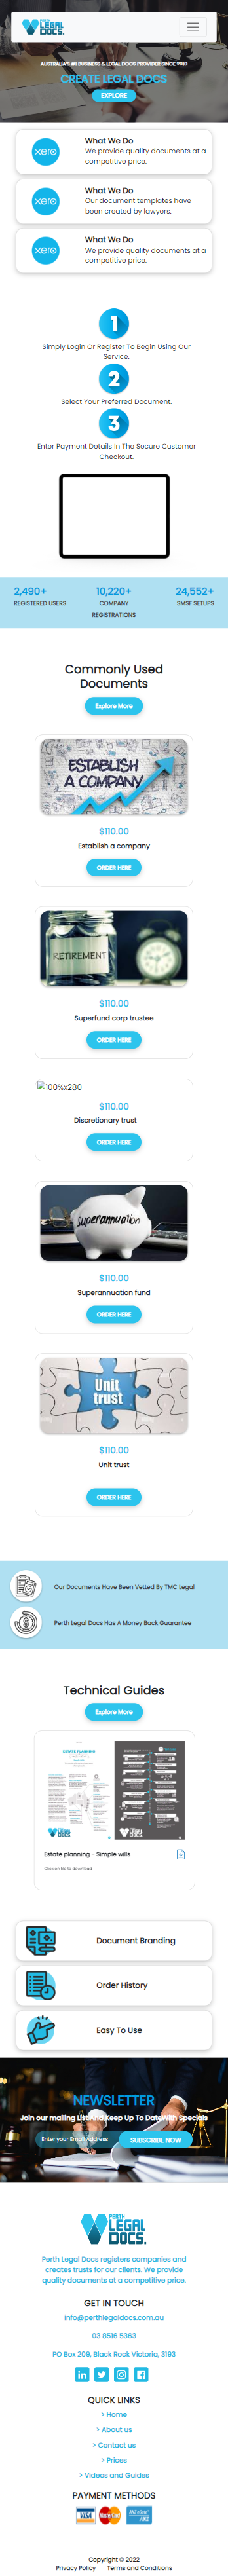 PERTH
LEGAL
DOCS.
AUSTRALIA'S #1 BUSINESS & LEGAL DOCS PROVIDER SINCE 2010
CREATE LEGAL DOCS
EXPLORE
xero
What We Do
We provide quality documents at a
competitive price.
xero
What We Do
Our document templates have
been created by lawyers.
xero
What We Do
We provide quality documents at a
competitive price.
1
Simply Login Or Register To Begin Using Our
Service.
2
Select Your Preferred Document.
3
Enter Payment Details In The Secure Customer
Checkout.
2,490+
REGISTERED USERS
10,220+
COMPANY
REGISTRATIONS
24,552+
SMSF SETUPS
Commonly Used
Documents
Explore More
ESTABLISH
A COMPANY
$110.00
Establish a company
ORDER HERE
RETIREMENT
$110.00
Superfund corp trustee
ORDER HERE
100%x280
$110.00
Discretionary trust
ORDER HERE
Superannuation
$110.00
Superannuation fund
ORDER HERE
Unit
trust
$110.00
Unit trust
ORDER HERE
Our Documents Have Been Vetted By TMC Legal
Perth Legal Docs Has A Money Back Guarantee
Technical Guides
Explore More
ESTATE PLANNING
Estate planning - Simple wills
Click on file to download
Document Branding
Order History
Easy To Use
NEWSLETTER
Join our mailing List And Keep Up To Date With Specials
Enter your Email Address
SUBSCRIBE NOW
PERTH
LEGAL
DOCS.
Perth Legal Docs registers companies and
creates trusts for our clients. We provide
quality documents at a competitive price.
GET IN TOUCH
info@perthlegaldocs.com.au
03 8516 5363
PO Box 209, Black Rock Victoria, 3193
QUICK LINKS
> Home
> About us
> Contact us
> Prices
> Videos and Guides
PAYMENT METHODS
VISA
MasterCard
Copyright © 2022
Privacy Policy
Terms and Conditions